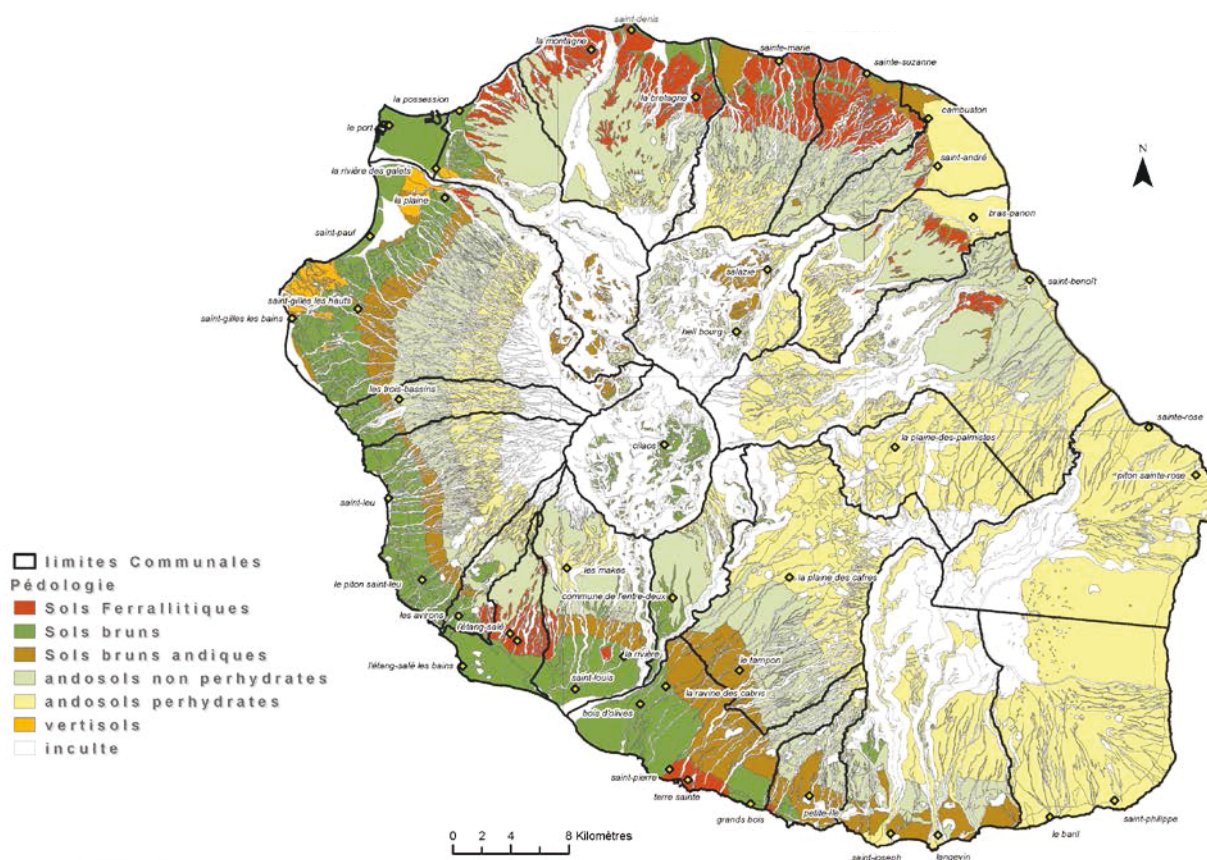 saint-denis
la montagne
sainte-marie
sainte-suzanne
la possession
la bretagne
cambuston
le port
saint-andré
la rivière des galets
N
la plaine
bras-panon
saint-paul
salazie
saint-benoît
saint-gilles les hauts
saint-gilles les bains
hell bourg
les trois-bassins
sainte-rose
cilaos
la plaine-des-palmistes
piton sainte-rose
saint-leu
limites Communales
Pédologie
Sols Ferrallitiques
Sols bruns
Sols bruns andiques
andosols non perhydrates
andosols perhydrates
vertisols
inculte
les makes
la plaine des cafres
le piton saint-leu
commune de l'entre-deux
les avirons
l'étang-salé
la rivière
le tampon
l'étang-salé les bains
saint-louis
la ravine des cabris
bois d'olives
saint-pierre
terre sainte
grands bois
petite-île
saint-philippe
le baril
saint-joseph
langevin
0 2 4 8 Kilomètres